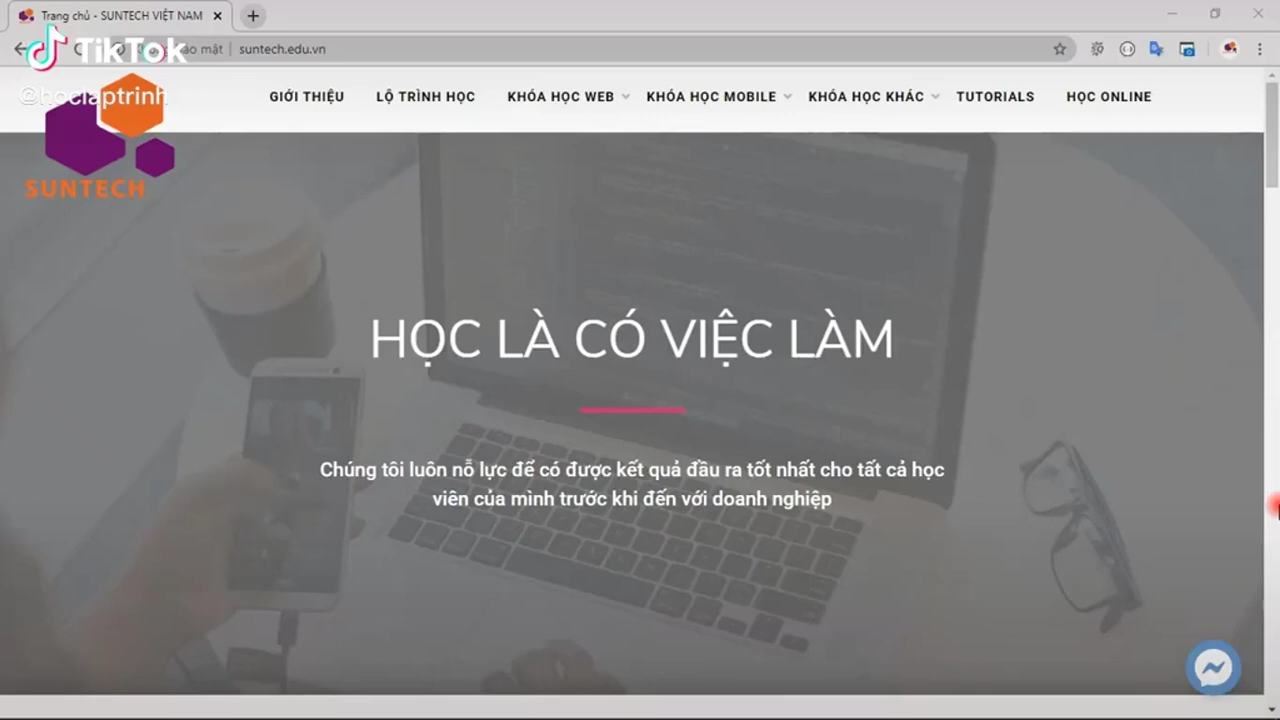 Trang chủ - SUNTECH VIỆT NAM
TikTok
suntech.edu.vn
@hoclaptrinh
GIỚI THIỆU
LỘ TRÌNH HỌC
KHÓA HỌC WEB
KHÓA HỌC MOBILE
KHÓA HỌC KHÁC
TUTORIALS
HỌC ONLINE
SUNTECH
HỌC LÀ CÓ VIỆC LÀM
Chúng tôi luôn nỗ lực để có được kết quả đầu ra tốt nhất cho tất cả học
viên của mình trước khi đến với doanh nghiệp